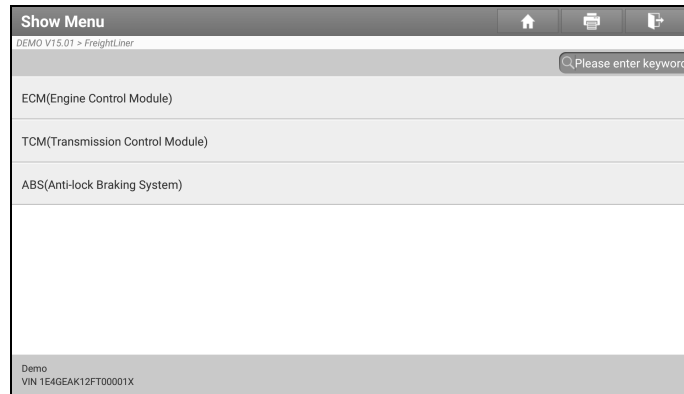 Show Menu
DEMO V15.01 > FreightLiner
Please enter keyword
ECM(Engine Control Module)
TCM(Transmission Control Module)
ABS(Anti-lock Braking System)
Demo
VIN 1E4GEAK12FT00001X